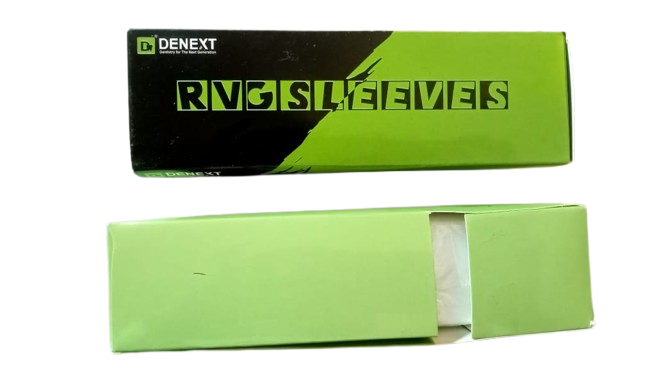 DENEXT
Dentistry for The Next Generation
RVG SLEEVES
DENEXT